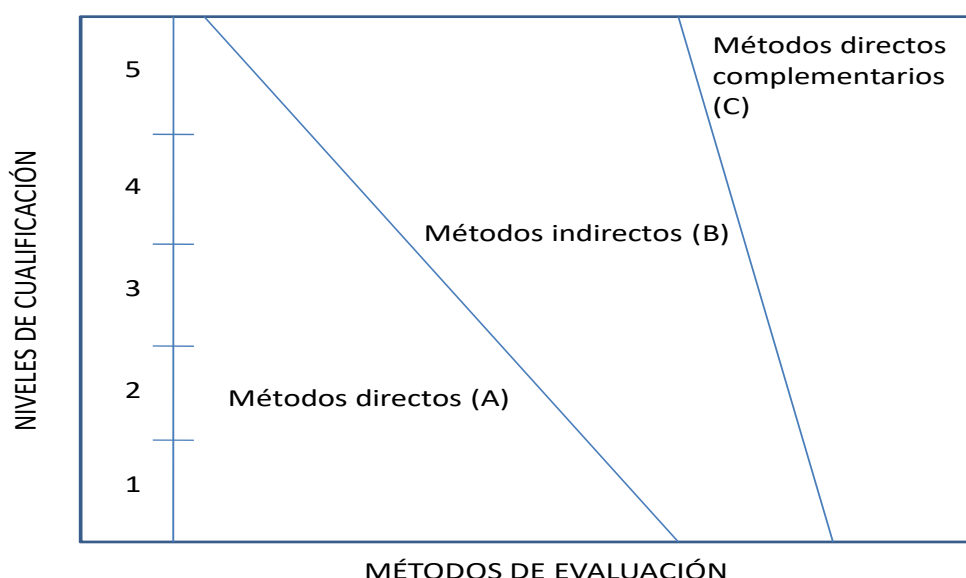 Métodos directos
complementarios
(C)
5
4
Métodos indirectos (B)
3
2
Métodos directos (A)
1
NIVELES DE CUALIFICACIÓN
MÉTODOS DE EVALUACIÓN